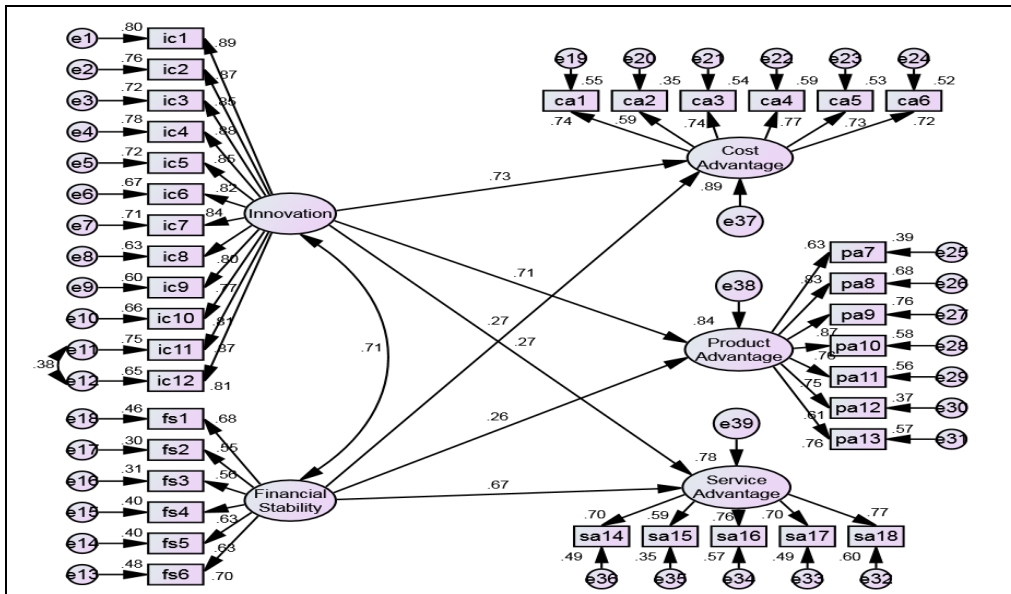 e1 .80 ic1 .89
e2 .76 ic2 .87
e3 .72 ic3 .85
e4 .78 ic4 .88
e5 .72 ic5 .85
e6 .67 ic6 .82
e7 .71 ic7 .84
e8 .63 ic8 .80
e9 .60 ic9 .77
e10 .66 ic10 .81
e11 .75 ic11 .87
e12 .65 ic12 .81
.38
Innovation
e18 .46 fs1 .68
e17 .30 fs2 .55
e16 .31 fs3 .56
e15 .40 fs4 .63
e14 .40 fs5 .63
e13 .48 fs6 .70
Financial
Stability
.71
.73
.71
.27
.27
.26
.67
e19 e20 e21 e22 e23 e24
.55 .35 .54 .59 .53 .52
ca1 ca2 ca3 ca4 ca5 ca6
.74 .59 .74 .77 .73 .72
Cost
Advantage
.89
e37
e38
.84
Product
Advantage
.63 pa7 .39 e25
.83 pa8 .68 e26
.87 pa9 .76 e27
.76 pa10 .58 e28
.75 pa11 .56 e29
.61 pa12 .37 e30
.76 pa13 .57 e31
e39
.78
Service
Advantage
.70 .59 .76 .70 .77
sa14 sa15 sa16 sa17 sa18
.49 .35 .57 .49 .60
e36 e35 e34 e33 e32